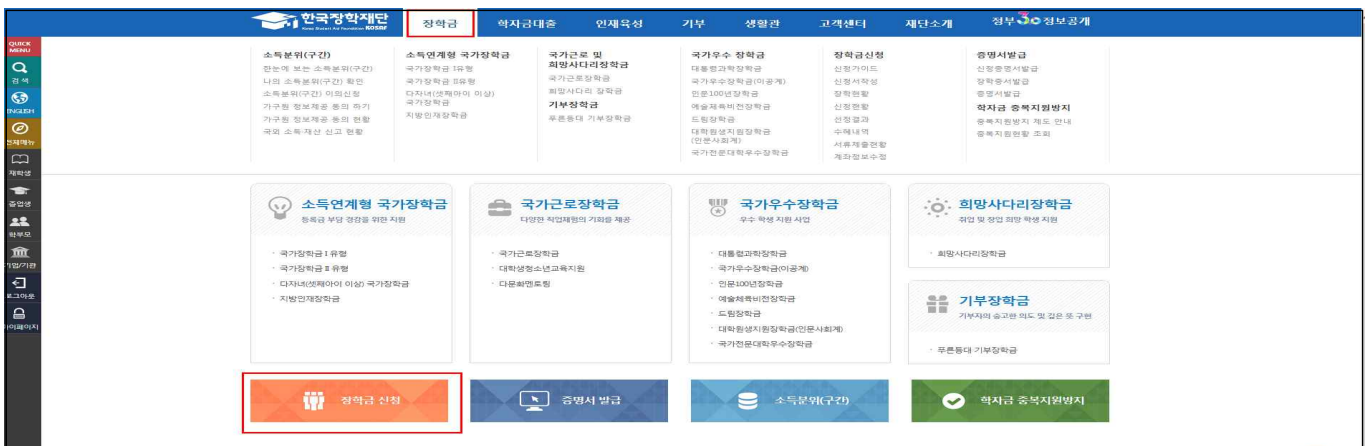 한국장학재단
Korea Student Aid Foundation KOSAF
장학금
학자금대출
인재육성
기부
생활관
고객센터
재단소개
정부3.0 정보공개
QUICK MENU
검색
ENGLISH
전체메뉴
재학생
졸업생
학부모
기업/기관
로그아웃
마이페이지
소득분위(구간)
한눈에 보는 소득분위(구간)
나의 소득분위(구간) 확인
소득분위(구간) 이의신청
가구원 정보제공 동의 하기
가구원 정보제공 동의 현황
국외 소득·재산 신고 현황
소득연계형 국가장학금
국가장학금 I유형
국가장학금 II유형
다자녀(셋째아이 이상)
국가장학금
지방인재장학금
국가근로 및
희망사다리장학금
국가근로장학금
희망사다리 장학금
기부장학금
푸른등대 기부장학금
국가우수 장학금
대통령과학장학금
국가우수장학금(이공계)
인문100년장학금
예술체육비전장학금
드림장학금
대학원생지원장학금
(인문사회계)
국가전문대학우수장학금
장학금신청
신청가이드
신청서작성
장학현황
신청현황
신청결과
수혜내역
서류제출현황
계좌정보수정
증명서발급
신청증명서발급
장학증서발급
증명서발급
학자금 중복지원방지
중복지원방지 제도 안내
중복지원현황 조회
소득연계형 국가장학금
등록금 부담 경감을 위한 지원
· 국가장학금 I 유형
· 국가장학금 II 유형
· 다자녀(셋째아이 이상) 국가장학금
· 지방인재장학금
국가근로장학금
다양한 직업체험의 기회를 제공
· 국가근로장학금
· 대학생청소년교육지원
· 다문화멘토링
국가우수장학금
우수 학생 지원 사업
· 대통령과학장학금
· 국가우수장학금(이공계)
· 인문100년장학금
· 예술체육비전장학금
· 드림장학금
· 대학원생지원장학금(인문사회계)
· 국가전문대학우수장학금
희망사다리장학금
취업 및 창업 희망 학생 지원
· 희망사다리장학금
기부장학금
기부자의 숭고한 의도 및 깊은 뜻 구현
· 푸른등대 기부장학금
장학금 신청
증명서 발급
소득분위(구간)
학자금 중복지원방지